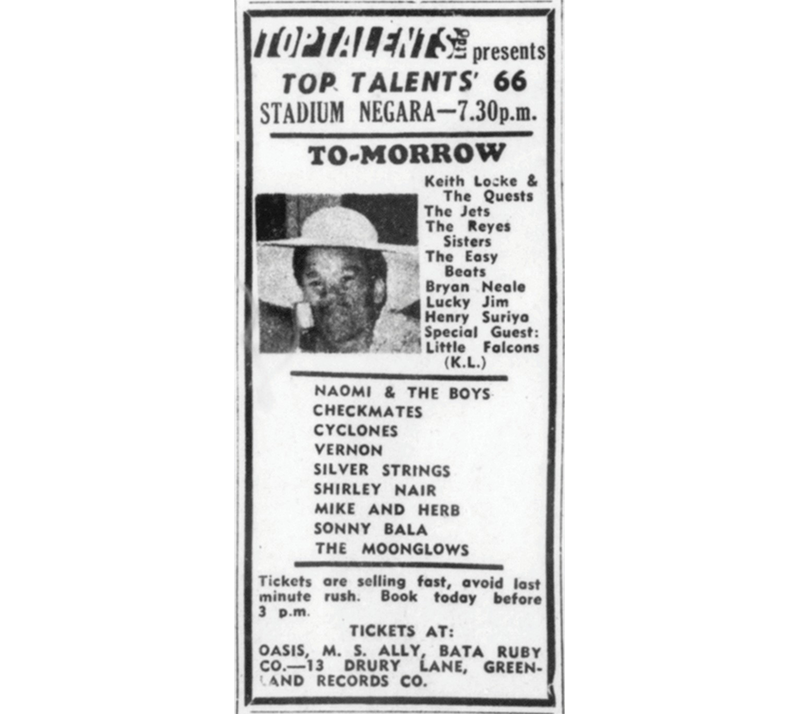 TOPTALENTS Ltd presents
TOP TALENTS' 66
STADIUM NEGARA—7.30p.m.
TO-MORROW
Keith Locke &
The Quests
The Jets
The Reyes
Sisters
The Easy
Beats
Bryan Neale
Lucky Jim
Henry Suriya
Special Guest:
Little Falcons
(K.L.)
NAOMI & THE BOYS
CHECKMATES
CYCLONES
VERNON
SILVER STRINGS
SHIRLEY NAIR
MIKE AND HERB
SONNY BALA
THE MOONGLOWS
Tickets are selling fast, avoid last
minute rush. Book today before
3 p.m.
TICKETS AT:
OASIS, M. S. ALLY, BATA RUBY
CO.—13 DRURY LANE, GREEN-
LAND RECORDS CO.